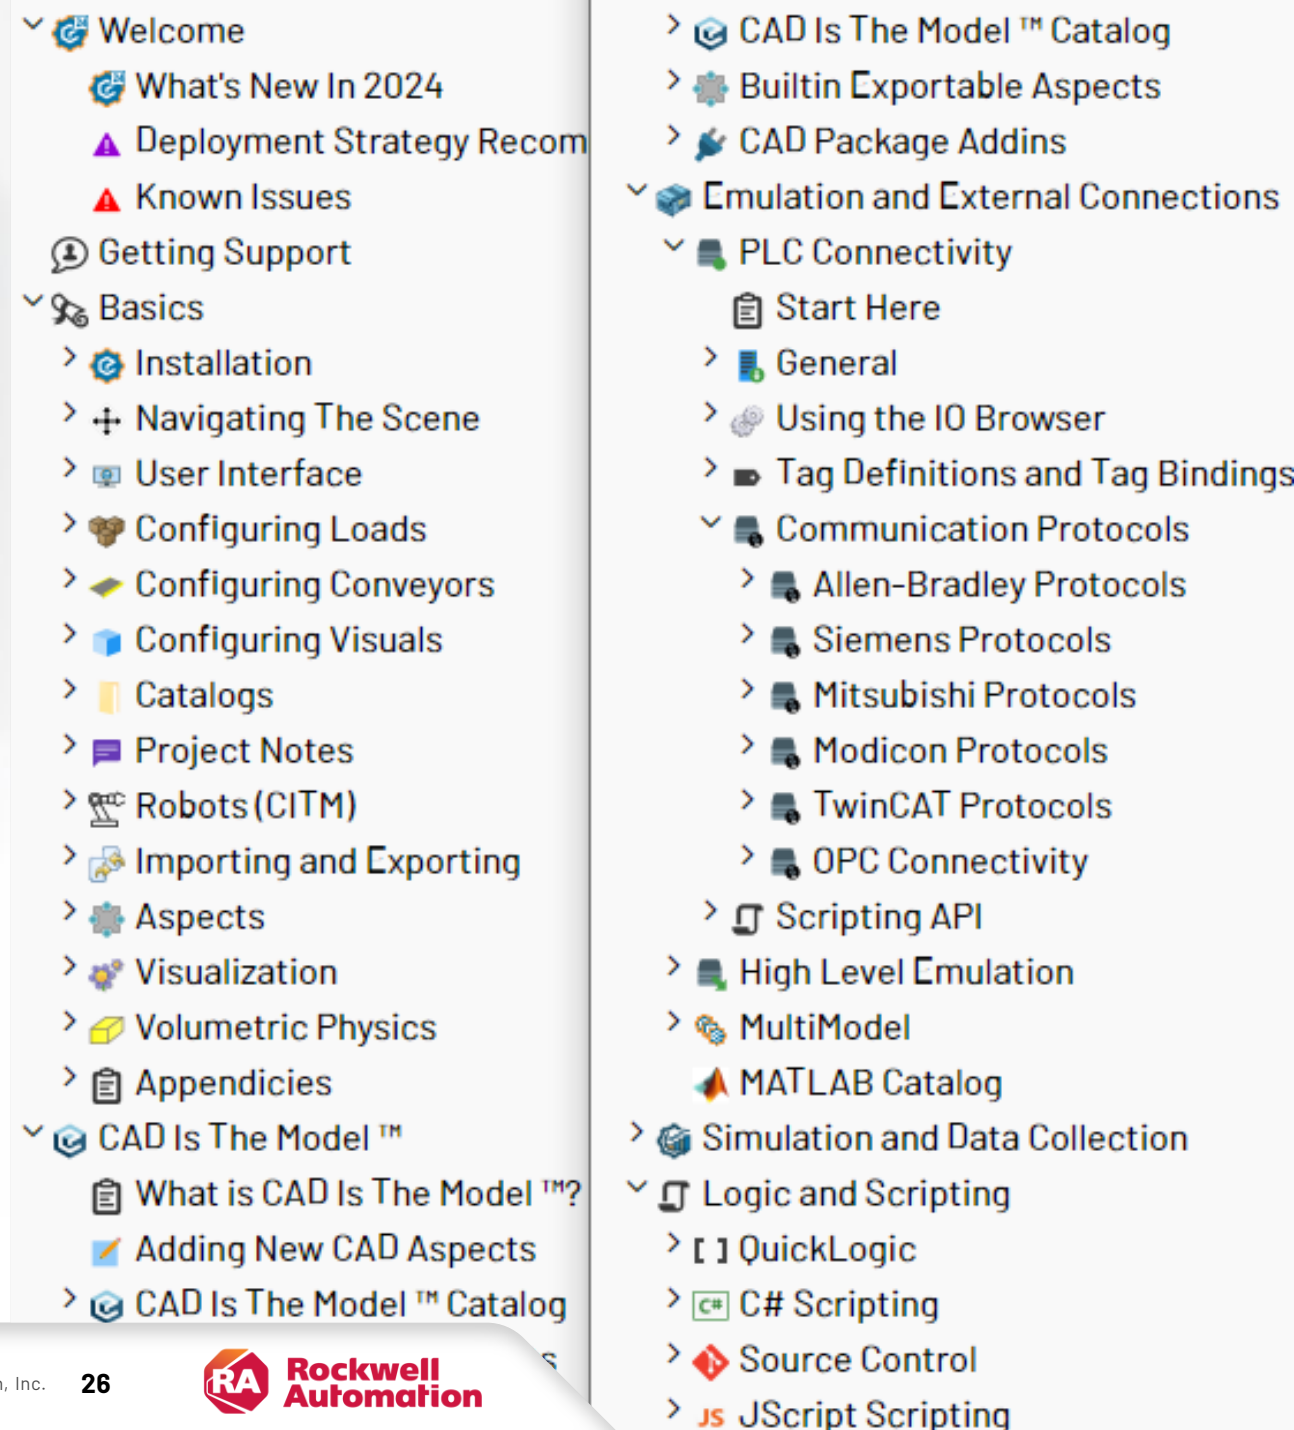 Welcome
What's New In 2024
Deployment Strategy Recom
Known Issues
Getting Support
Basics
Installation
Navigating The Scene
User Interface
Configuring Loads
Configuring Conveyors
Configuring Visuals
Catalogs
Project Notes
Robots (CITM)
Importing and Exporting
Aspects
Visualization
Volumetric Physics
Appendicies
CAD Is The Model ™
What is CAD Is The Model ™?
Adding New CAD Aspects
CAD Is The Model ™ Catalog
s
CAD Is The Model ™ Catalog
Builtin Exportable Aspects
CAD Package Addins
Emulation and External Connections
PLC Connectivity
Start Here
General
Using the IO Browser
Tag Definitions and Tag Bindings
Communication Protocols
Allen-Bradley Protocols
Siemens Protocols
Mitsubishi Protocols
Modicon Protocols
TwinCAT Protocols
OPC Connectivity
Scripting API
High Level Emulation
MultiModel
MATLAB Catalog
Simulation and Data Collection
Logic and Scripting
[ ] QuickLogic
C# C# Scripting
Source Control
JS JScript Scripting
, Inc. 26
RA Rockwell
Automation